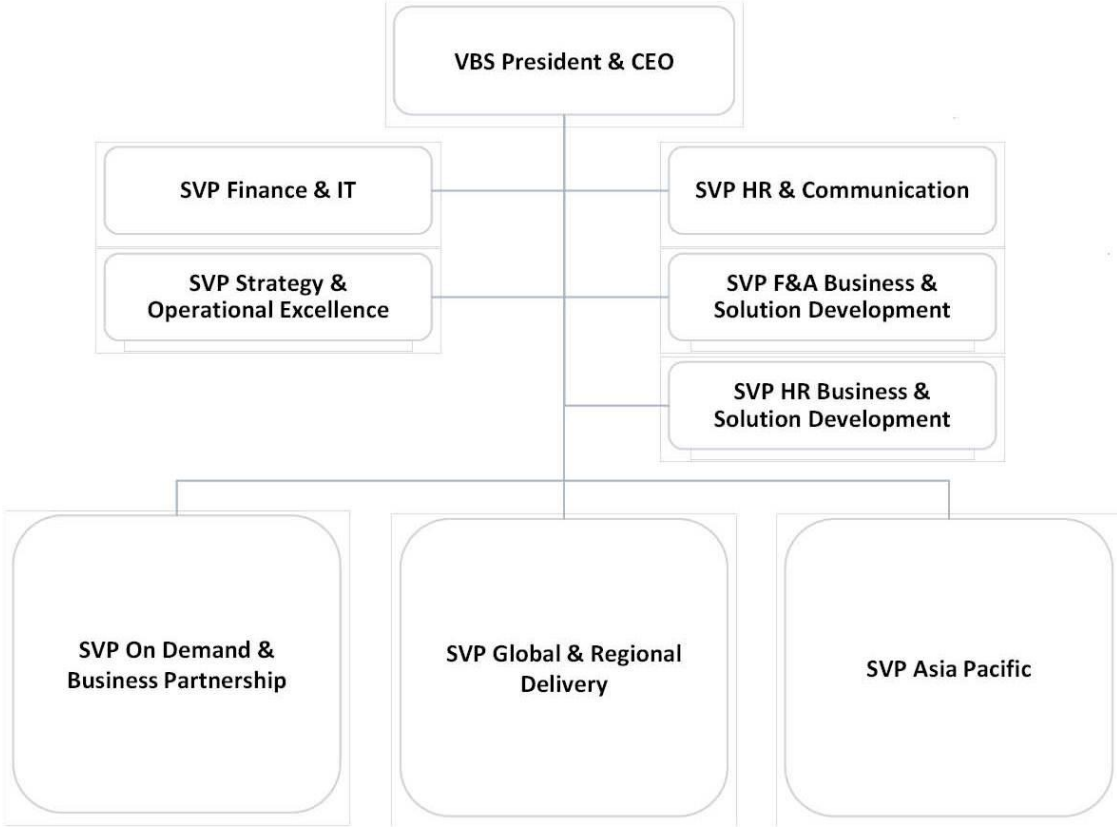 VBS President & CEO
SVP Finance & IT
SVP HR & Communication
SVP Strategy &
Operational Excellence
SVP F&A Business &
Solution Development
SVP HR Business &
Solution Development
SVP On Demand &
Business Partnership
SVP Global & Regional
Delivery
SVP Asia Pacific